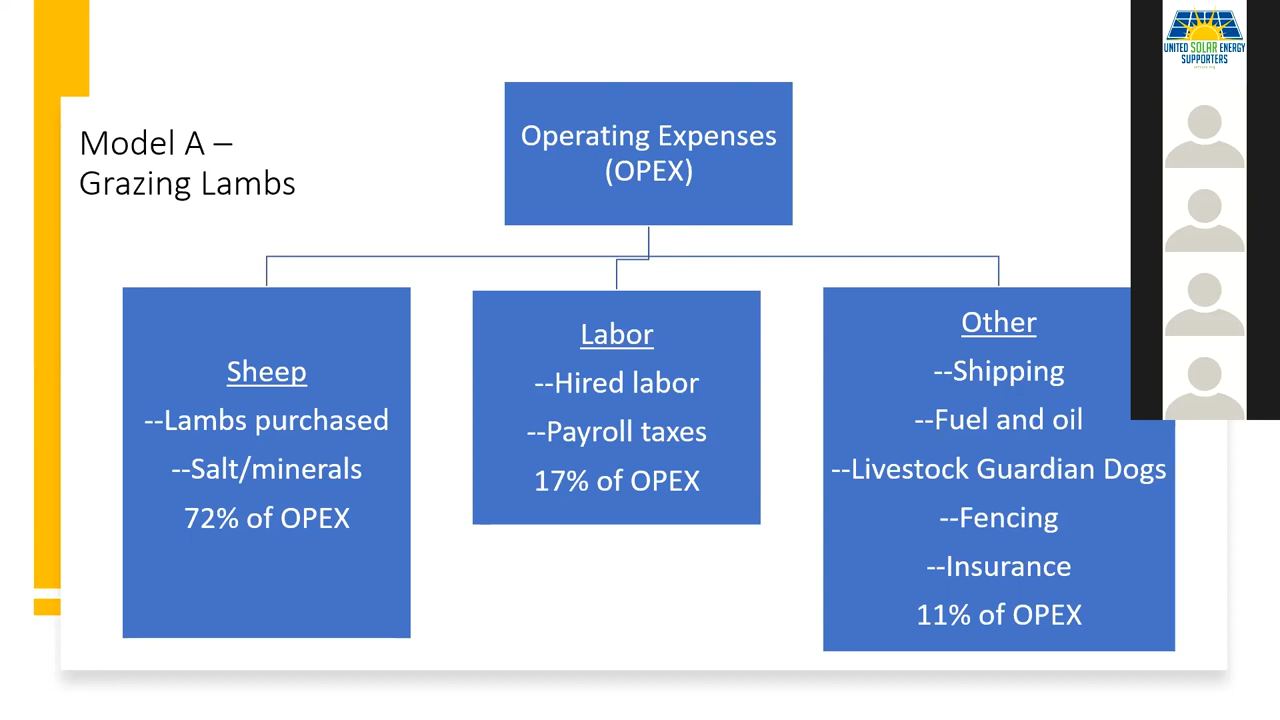 Model A –
Grazing Lambs
Operating Expenses
(OPEX)
Sheep
--Lambs purchased
--Salt/minerals
72% of OPEX
Labor
--Hired labor
--Payroll taxes
17% of OPEX
Other
--Shipping
--Fuel and oil
--Livestock Guardian Dogs
--Fencing
--Insurance
11% of OPEX
UNITED SOLAR ENERGY
SUPPORTERS